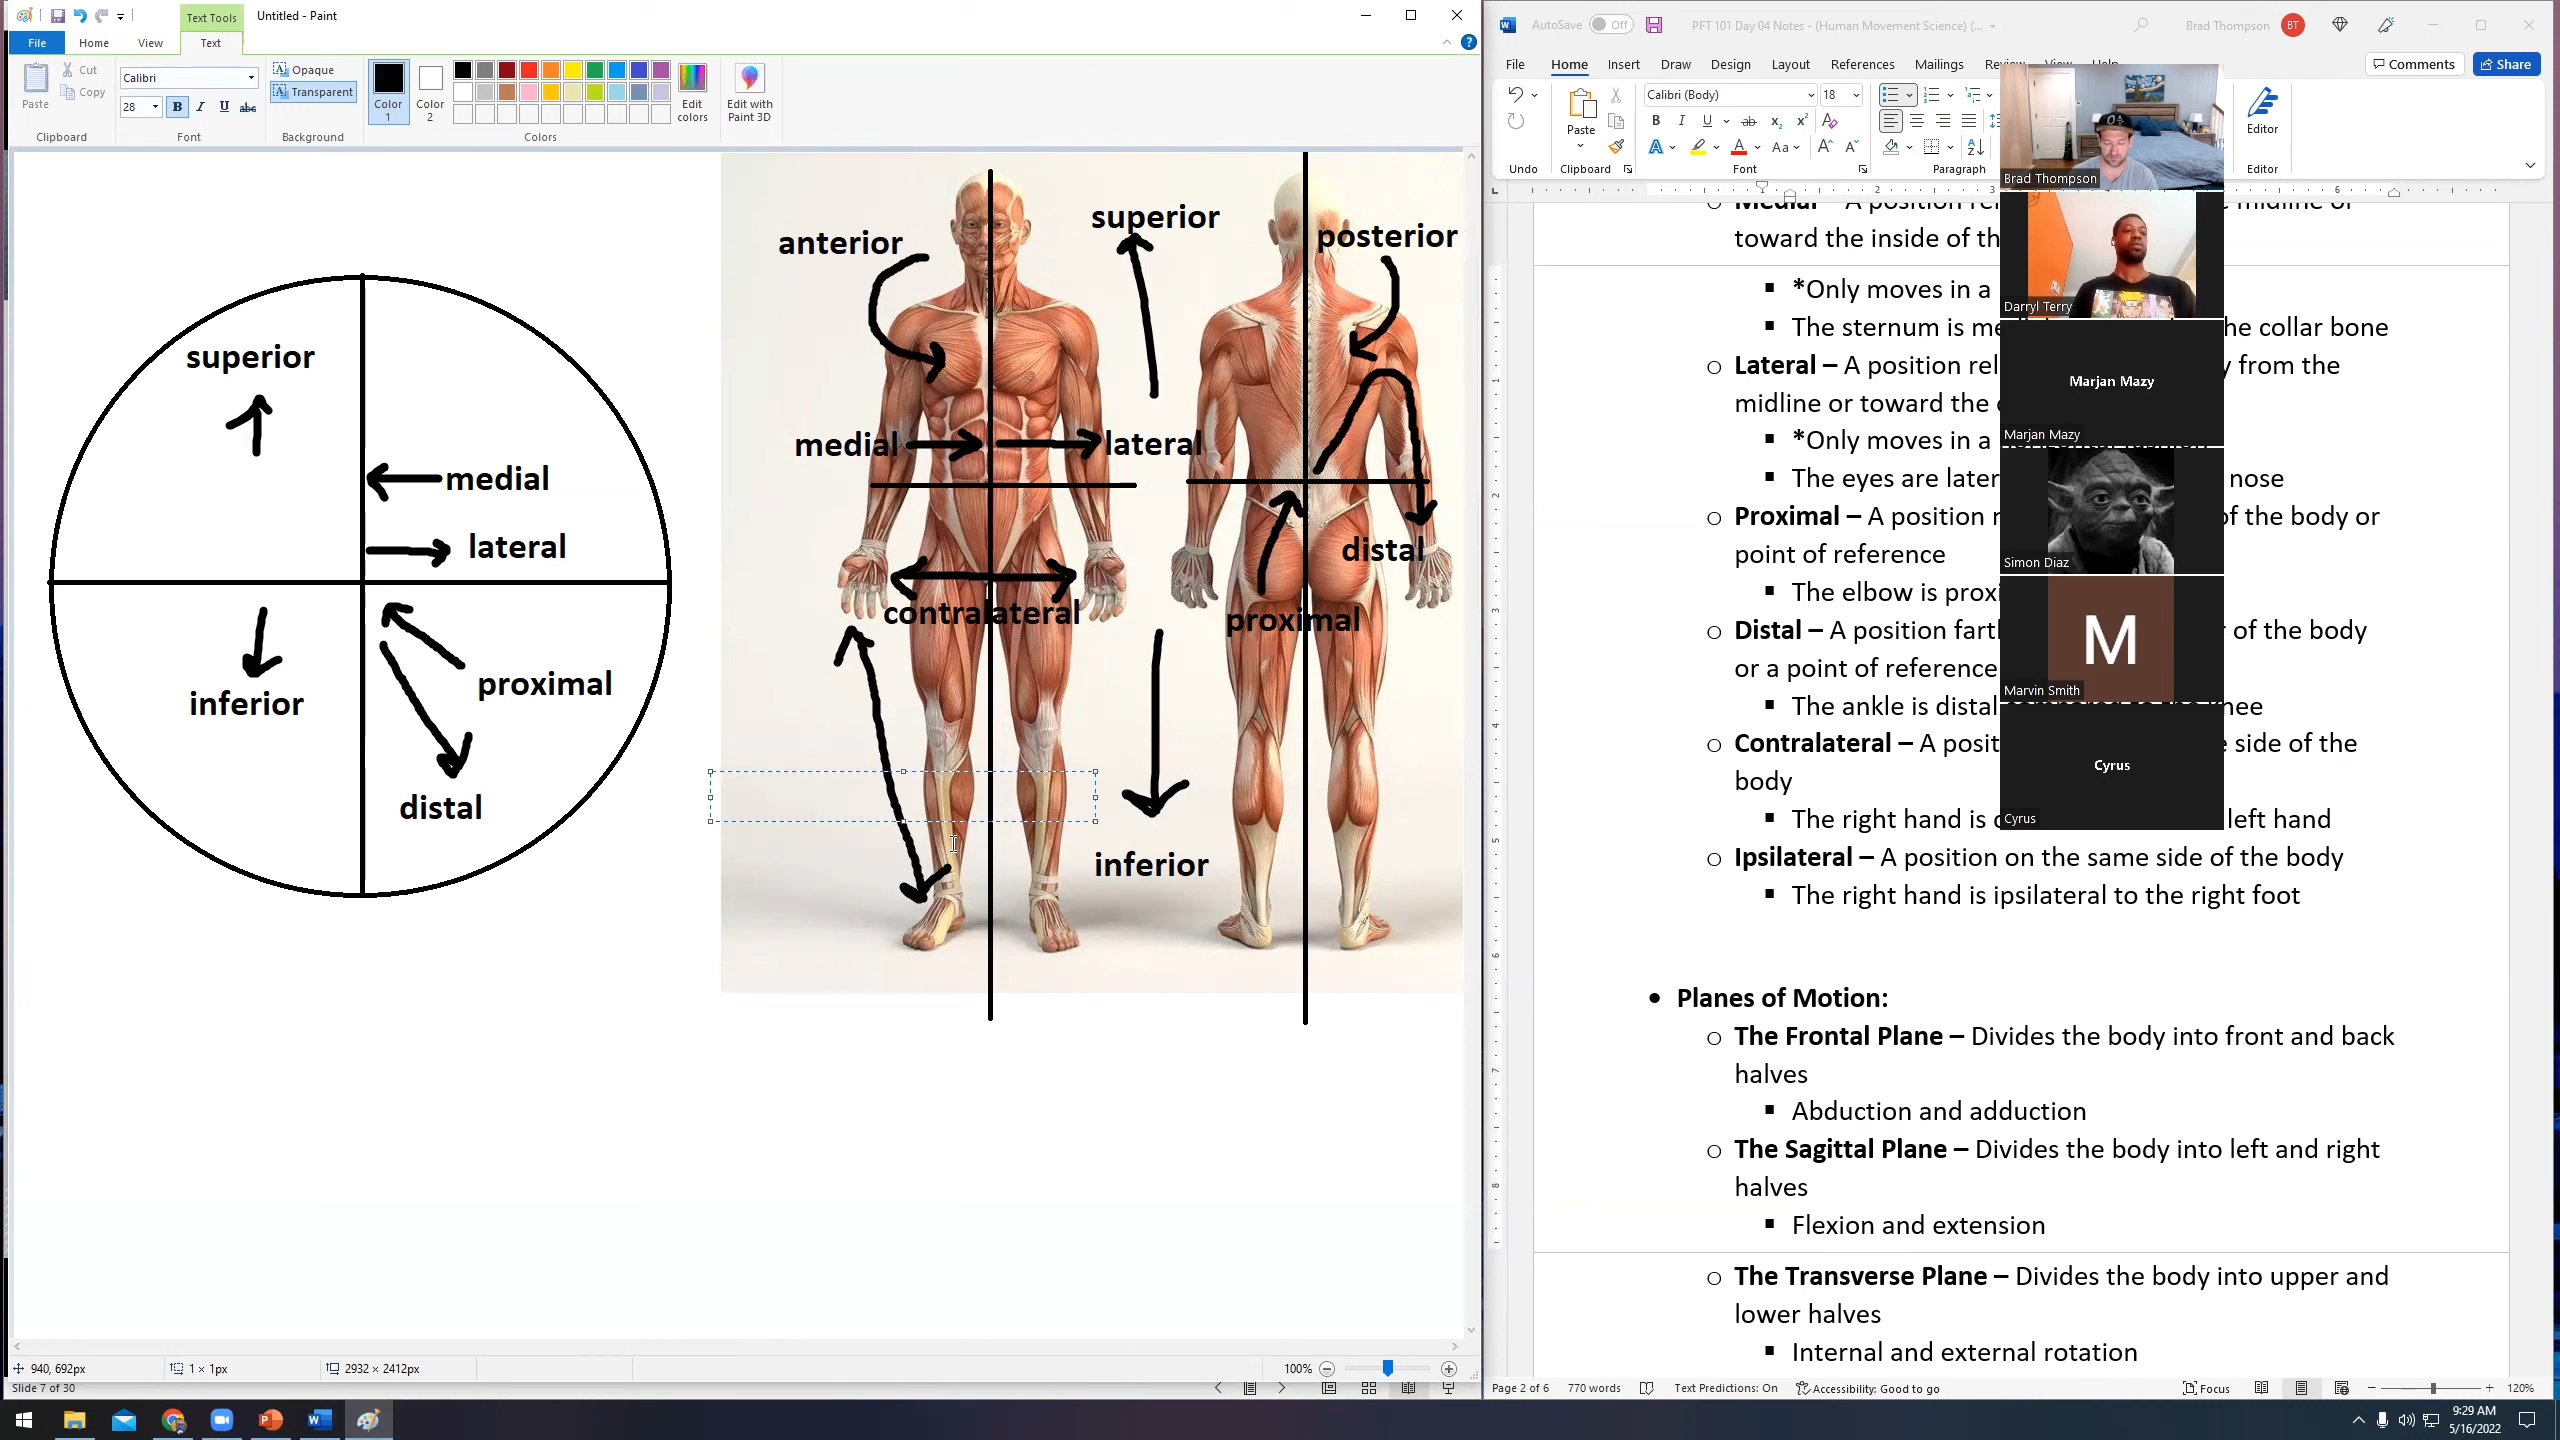 Text Tools
Untitled - Paint
File
Home
View
Text
Paste
Cut
Copy
Clipboard
Calibri
28
B I U abc
Font
Opaque
Transparent
Background
Color 1
Color 2
Edit colors
Colors
Edit with Paint 3D
anterior
superior
posterior
superior
medial
lateral
medial
lateral
distal
contralateral
proximal
proximal
inferior
distal
inferior
940, 692px
1 × 1px
2932 × 2412px
100%
Slide 7 of 30
AutoSave
Off
PFT 101 Day 04 Notes - (Human Movement Science) (...
Brad Thompson
BT
File
Home
Insert
Draw
Design
Layout
References
Mailings
Comments
Share
Undo
Paste
Clipboard
Calibri (Body)
18
Font
Paragraph
Editor
Editor
Brad Thompson
Darryl Terry
Marjan Mazy
Marjan Mazy
Simon Diaz
M
Marvin Smith
Cyrus
Cyrus
toward the inside of th
▪ *Only moves in a
▪ The sternum is me he collar bone
o Lateral – A position rel y from the
midline or toward the
▪ *Only moves in a
▪ The eyes are later nose
o Proximal – A position n f the body or
point of reference
▪ The elbow is proxi
o Distal – A position farth of the body
or a point of reference
▪ The ankle is distal nee
o Contralateral – A posit side of the
body
▪ The right hand is c left hand
o Ipsilateral – A position on the same side of the body
▪ The right hand is ipsilateral to the right foot
• Planes of Motion:
o The Frontal Plane – Divides the body into front and back
halves
▪ Abduction and adduction
o The Sagittal Plane – Divides the body into left and right
halves
▪ Flexion and extension
o The Transverse Plane – Divides the body into upper and
lower halves
▪ Internal and external rotation
Page 2 of 6
770 words
Text Predictions: On
Accessibility: Good to go
Focus
120%
9:29 AM
5/16/2022